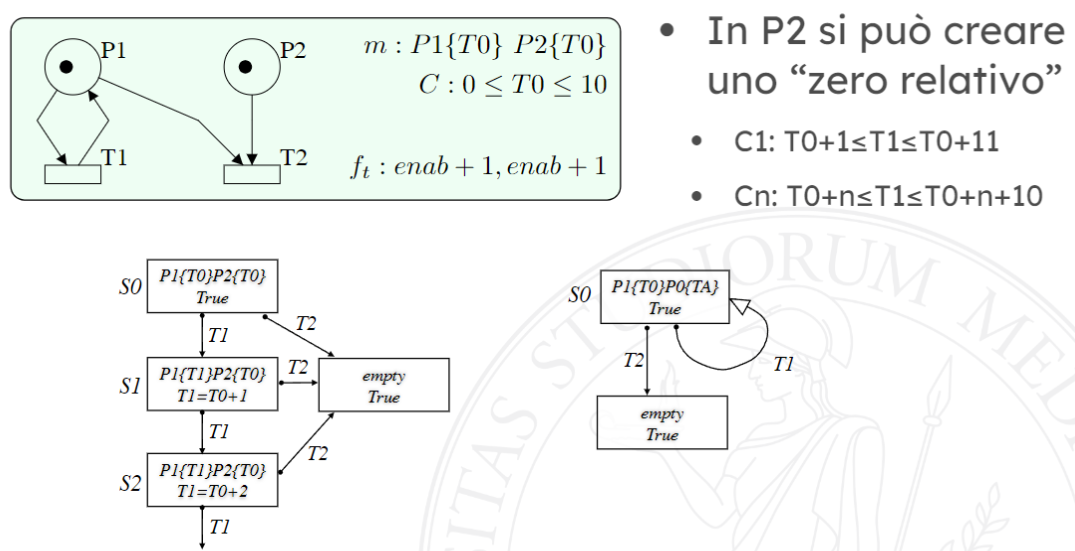 P1
P2
T1
T2
m : P1{T0} P2{T0}
C : 0 ≤ T0 ≤ 10
f_t : enab + 1, enab + 1
• In P2 si può creare
uno “zero relativo”
• C1: T0+1≤T1≤T0+11
• Cn: T0+n≤T1≤T0+n+10
S0
P1{T0}P2{T0}
True
T1
T2
S1
P1{T1}P2{T0}
T1=T0+1
T2
empty
True
T1
T2
S2
P1{T1}P2{T0}
T1=T0+2
T1
S0
P1{T0}P0{TA}
True
T2
T1
empty
True
SITAS STUDIORUM MED